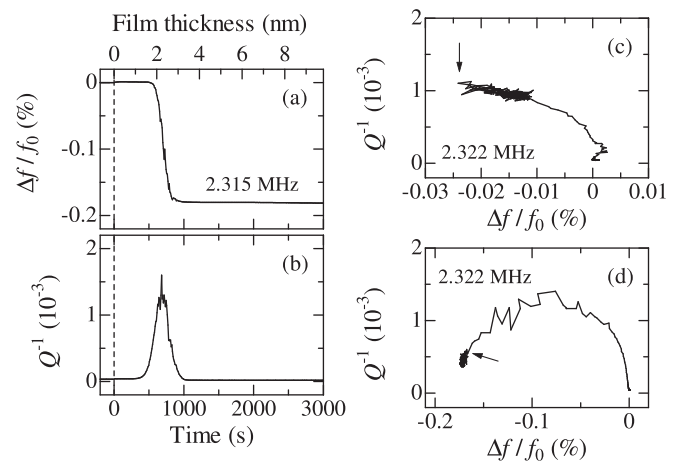 Film thickness (nm)
0 2 4 6 8
0
-0.1
-0.2
Δf / f0 (%)
(a)
2.315 MHz
2
1
0
Q-1 (10-3)
(b)
0 1000 2000 3000
Time (s)
2
1
0
Q-1 (10-3)
(c)
2.322 MHz
-0.03 -0.02 -0.01 0 0.01
Δf / f0 (%)
2
1
0
Q-1 (10-3)
2.322 MHz
(d)
-0.2 -0.1 0
Δf / f0 (%)